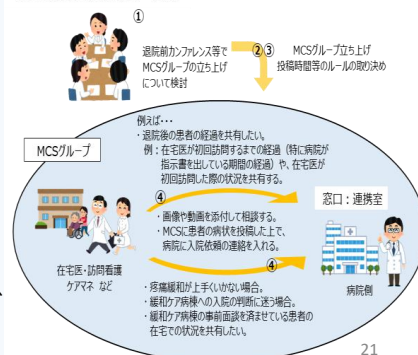 ①
退院前カンファレンス等で
MCSグループの立ち上げ
について検討
②③
MCSグループ立ち上げ
投稿時間等のルールの取り決め
例えば・・・
・退院後の患者の経過を共有したい。
例：在宅医が初回訪問するまでの経過（特に病院が
指示書を出している期間の経過）や、在宅医が
初回訪問した際の状況を共有する。
MCSグループ
④
窓口：連携室
・画像や動画を添付して相談する。
・MCSに患者の病状を投稿した上で、
病院に入院依頼の連絡を入れる。
④
在宅医・訪問看護
ケアマネ など
病院側
・疼痛緩和が上手くいかない場合。
・緩和ケア病棟への入院の判断に迷う場合。
・緩和ケア病棟の事前面談を済ませている患者の
在宅での状況を共有したい。
21